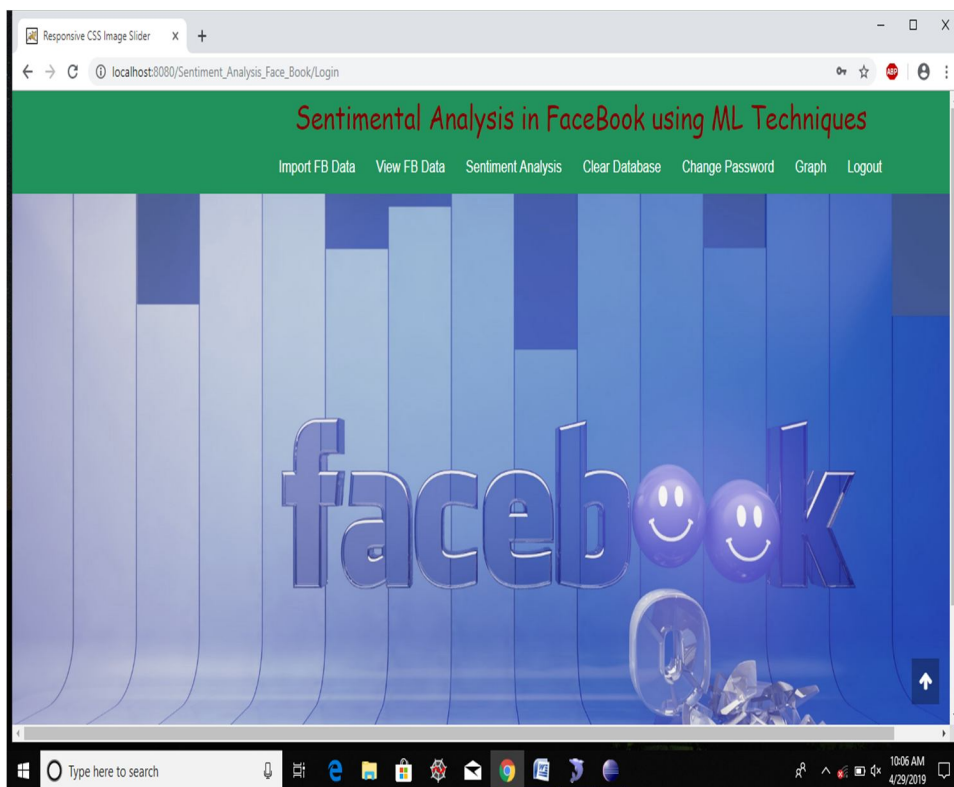 Responsive CSS Image Slider
localhost:8080/Sentiment_Analysis_Face_Book/Login
ABP
Sentimental Analysis in FaceBook using ML Techniques
Import FB Data View FB Data Sentiment Analysis Clear Database Change Password Graph Logout
facebook
Type here to search
10:06 AM
4/29/2019